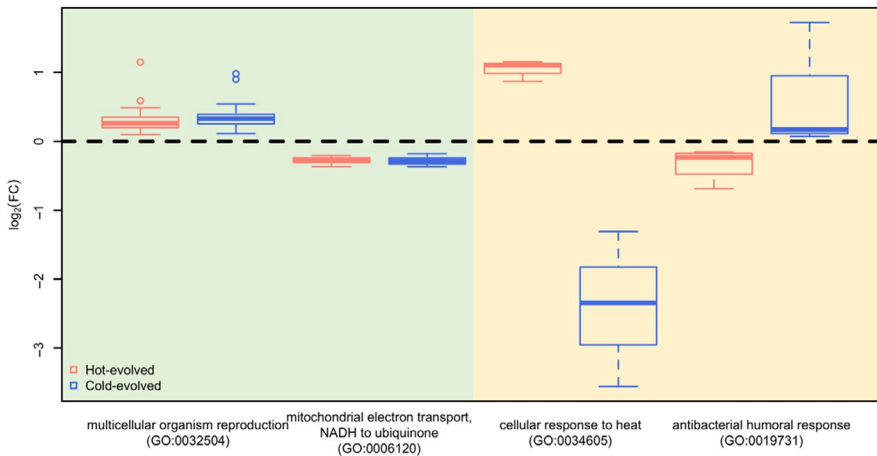 log2(FC)
1
0
−1
−2
−3
Hot-evolved
Cold-evolved
multicellular organism reproduction
(GO:0032504)
mitochondrial electron transport,
NADH to ubiquinone
(GO:0006120)
cellular response to heat
(GO:0034605)
antibacterial humoral response
(GO:0019731)